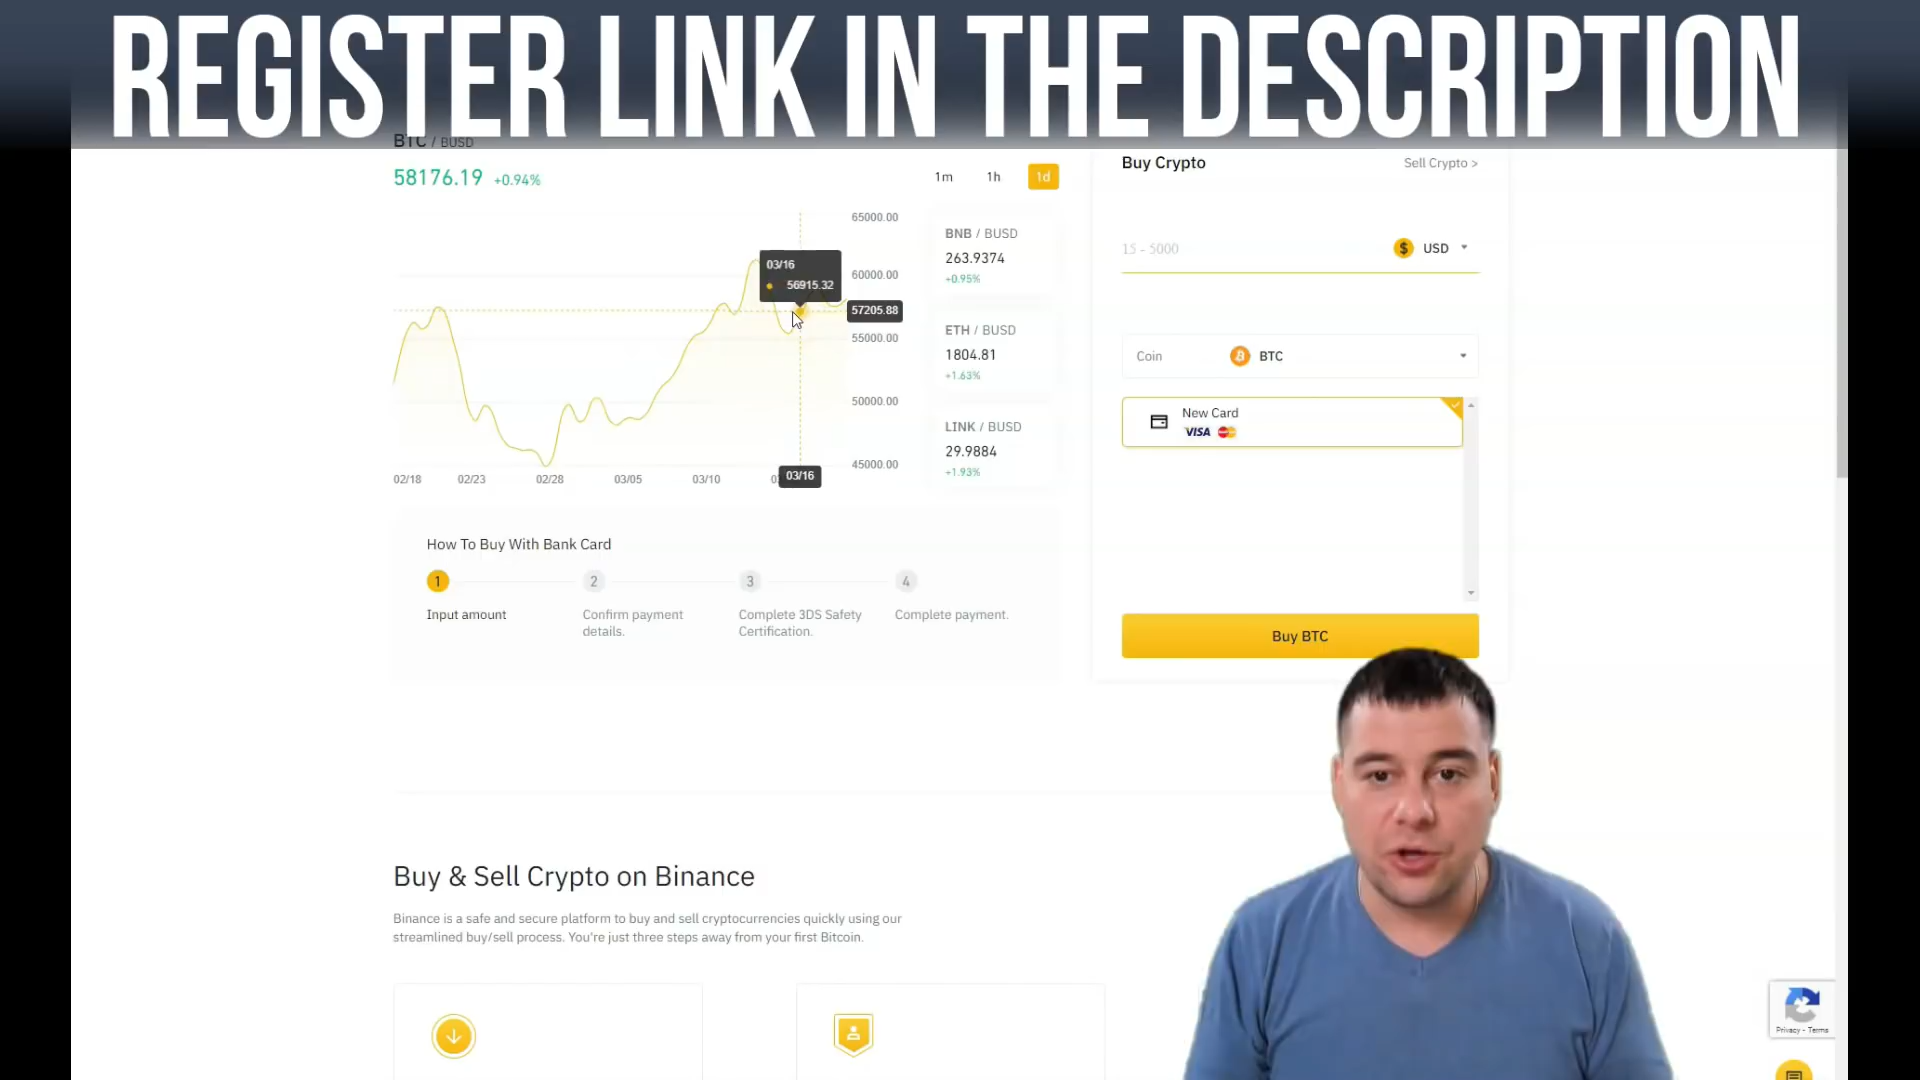 REGISTER LINK IN THE DESCRIPTION
BTC / BUSD
58176.19 +0.94%
1m 1h 1d
65000.00
60000.00
55000.00
50000.00
45000.00
03/16
56915.32
57205.88
02/18 02/23 02/28 03/05 03/10 03/16
BNB / BUSD
263.9374
+0.95%
ETH / BUSD
1804.81
+1.63%
LINK / BUSD
29.9884
+1.93%
Buy Crypto Sell Crypto >
15 - 5000 $ USD
Coin BTC
New Card
VISA
Buy BTC
How To Buy With Bank Card
1 2 3 4
Input amount
Confirm payment
details.
Complete 3DS Safety
Certification.
Complete payment.
Buy & Sell Crypto on Binance
Binance is a safe and secure platform to buy and sell cryptocurrencies quickly using our
streamlined buy/sell process. You're just three steps away from your first Bitcoin.
Privacy - Terms